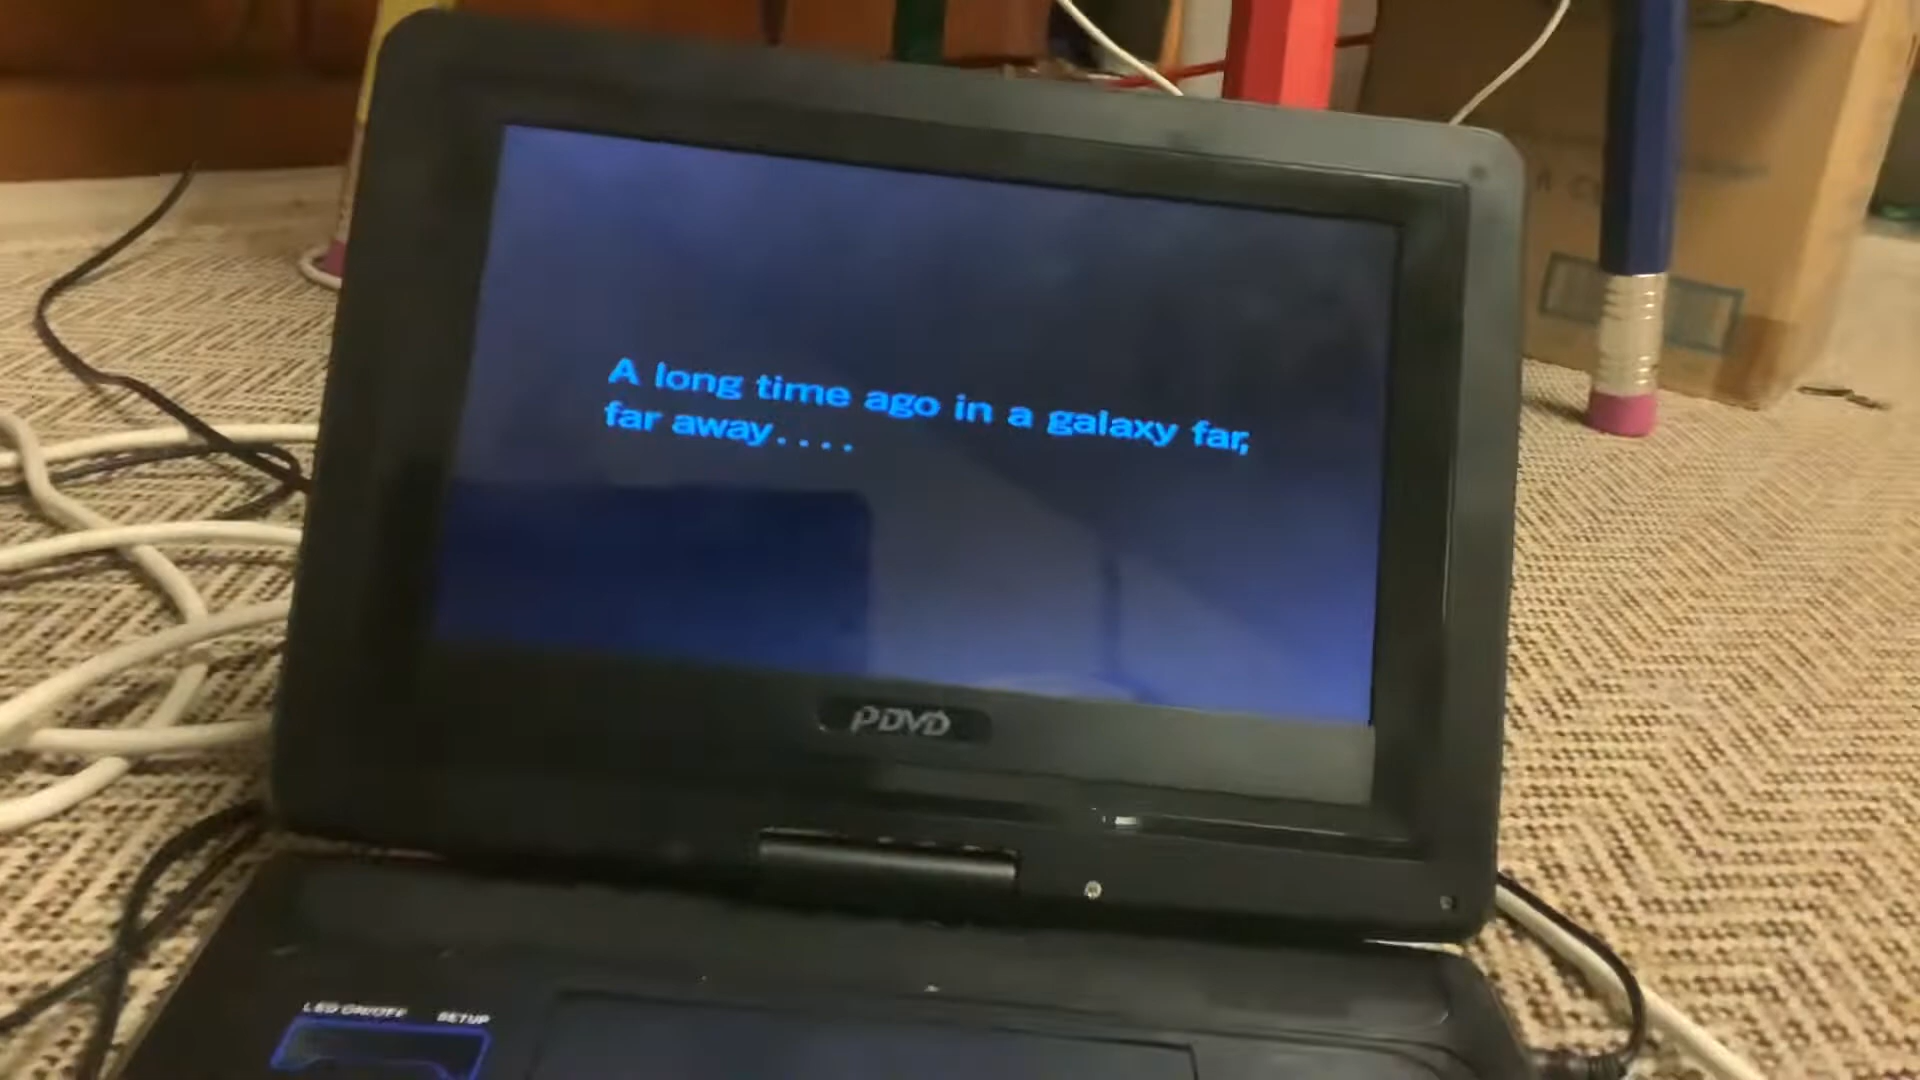 A long time ago in a galaxy far,
far away....
PDVD
LED ON/OFF SETUP